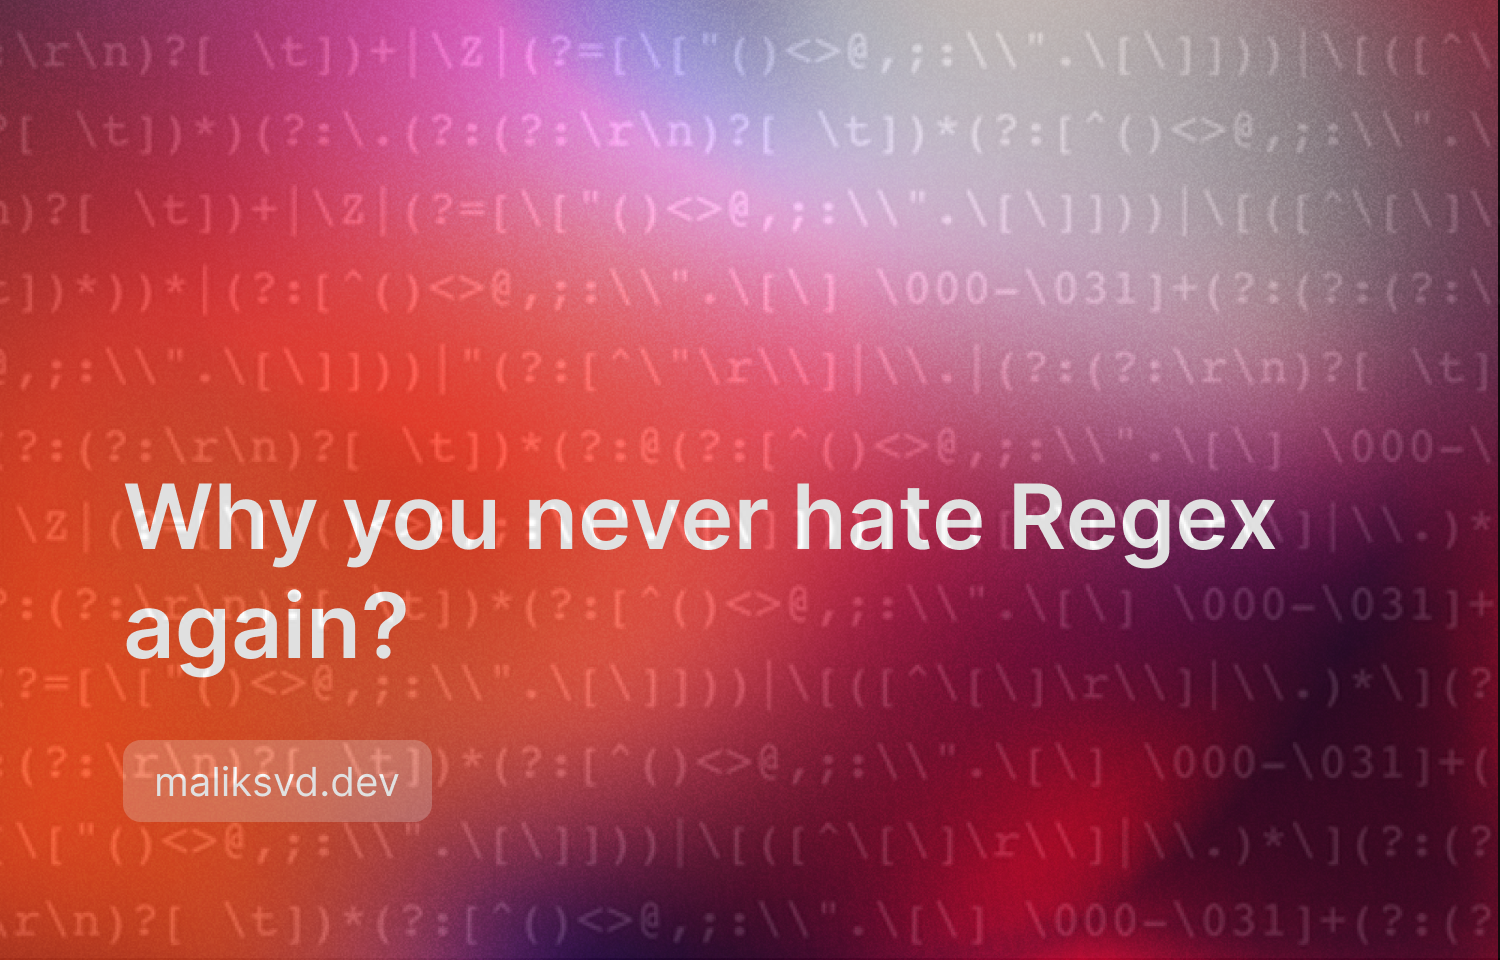 :\r\n)?[ \t])+|\Z|(?=[\["()<>@,;:\\".\[\]]))|\[([^\
?[ \t])*)(?:\.(?:(?:\r\n)?[ \t])*(?:[^()<>@,;:\\".\
n)?[ \t])+|\Z|(?=[\["()<>@,;:\\".\[\]]))|\[([^\[\]\
t])*))*|(?:[^()<>@,;:\\".\[\] \000-\031]+(?:(?:(?:\
@,;:\\".\[\]]))|"(?:[^\"\r\\]|\\.|(?:(?:\r\n)?[ \t]
(?:(?:\r\n)?[ \t])*(?:@(?:[^()<>@,;:\\".\[\] \000-\
Why you never hate Regex
again?
?:(?:\r\n)?[ \t])*(?:[^()<>@,;:\\".\[\] \000-\031]+
(?=[\["()<>@,;:\\".\[\]]))|\[([^\[\]\r\\]|\\.)*\](?
:(?:\r\n)?[ \t])*(?:[^()<>@,;:\\".\[\] \000-\031]+(
maliksvd.dev
\["()<>@,;:\\".\[\]]))|\[([^\[\]\r\\]|\\.)*\](?:(?
\r\n)?[ \t])*(?:[^()<>@,;:\\".\[\] \000-\031]+(?:(?